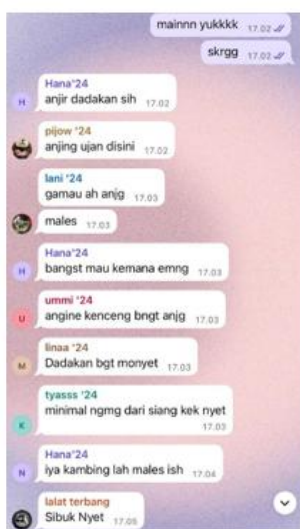 mainnn yukkkk 17.02
skrgg 17.02
Hana'24
anjir dadakan sih 17.02
pijow '24
anjing ujan disini 17.02
lani '24
gamau ah anjg 17.03
males 17.03
Hana'24
bangst mau kemana emng 17.03
ummi '24
angine kenceng bngt anjg 17.03
linaa '24
Dadakan bgt monyet 17.03
tyasss '24
minimal ngmg dari siang kek nyet
17.03
Hana'24
iya kambing lah males ish 17.04
lalat terbang
Sibuk Nyet 17.05
H
H
U
M
K
N